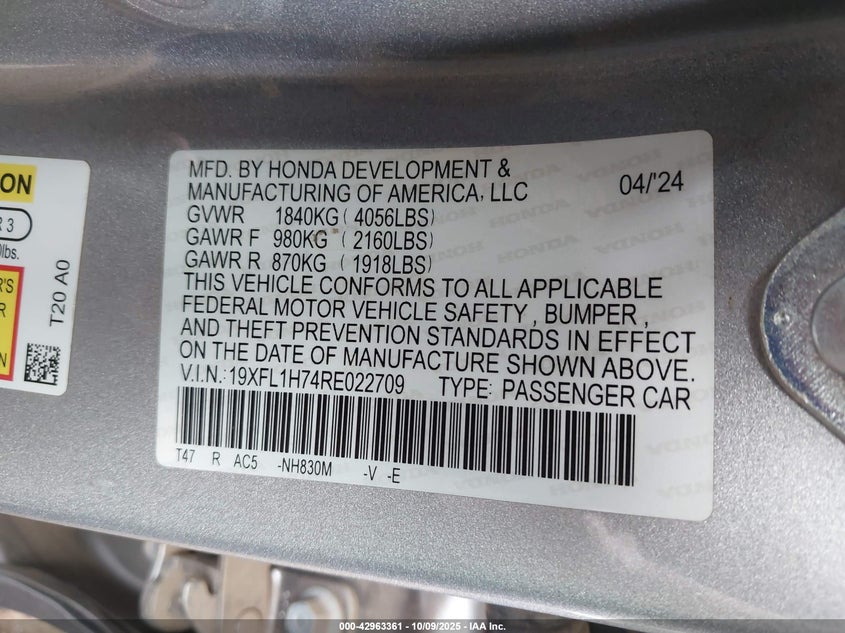 ON
R 3
lbs.
R'S
R
N
T20 A0
MFD. BY HONDA DEVELOPMENT &
MANUFACTURING OF AMERICA, LLC 04/'24
GVWR 1840KG ( 4056LBS)
GAWR F 980KG ( 2160LBS)
GAWR R 870KG ( 1918LBS)
THIS VEHICLE CONFORMS TO ALL APPLICABLE
FEDERAL MOTOR VEHICLE SAFETY , BUMPER ,
AND THEFT PREVENTION STANDARDS IN EFFECT
ON THE DATE OF MANUFACTURE SHOWN ABOVE.
V.I.N.: 19XFL1H74RE022709 TYPE: PASSENGER CAR
T47 R AC5 -NH830M -V -E
000-42963361 - 10/09/2025 - IAA Inc.